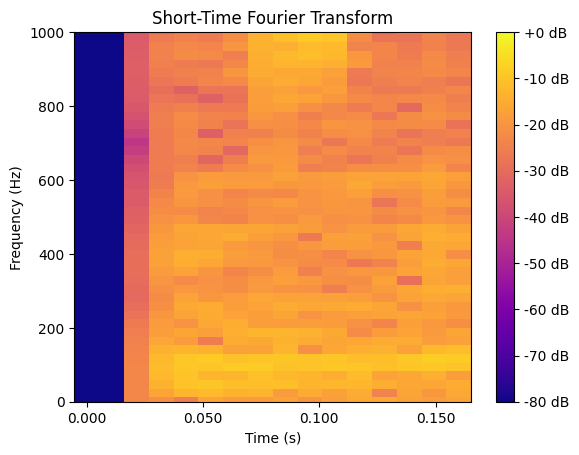 Short-Time Fourier Transform
1000
800
600
400
200
0
Frequency (Hz)
0.000
0.050
0.100
0.150
Time (s)
+0 dB
-10 dB
-20 dB
-30 dB
-40 dB
-50 dB
-60 dB
-70 dB
-80 dB